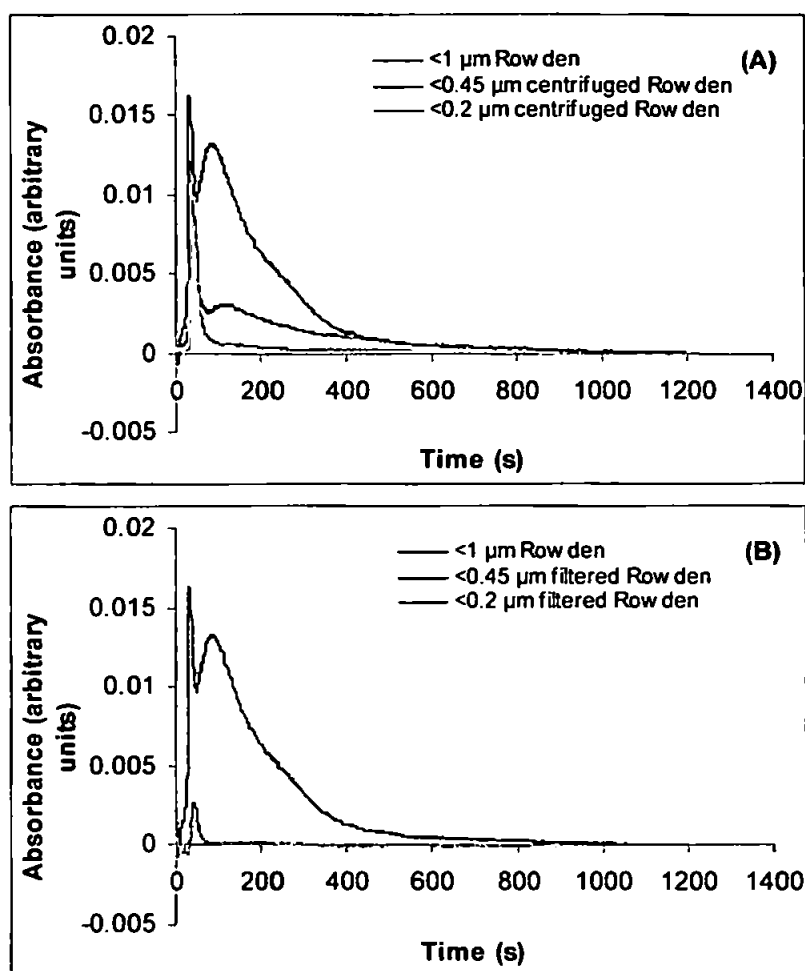 (A)
<1 µm Row den
<0.45 µm centrifuged Row den
<0.2 µm centrifuged Row den
Absorbance (arbitrary
units)
0.02
0.015
0.01
0.005
0
-0.005
0 200 400 600 800 1000 1200 1400
Time (s)
(B)
<1 µm Row den
<0.45 µm filtered Row den
<0.2 µm filtered Row den
Absorbance (arbitrary
units)
0.02
0.015
0.01
0.005
0
-0.005
0 200 400 600 800 1000 1200 1400
Time (s)